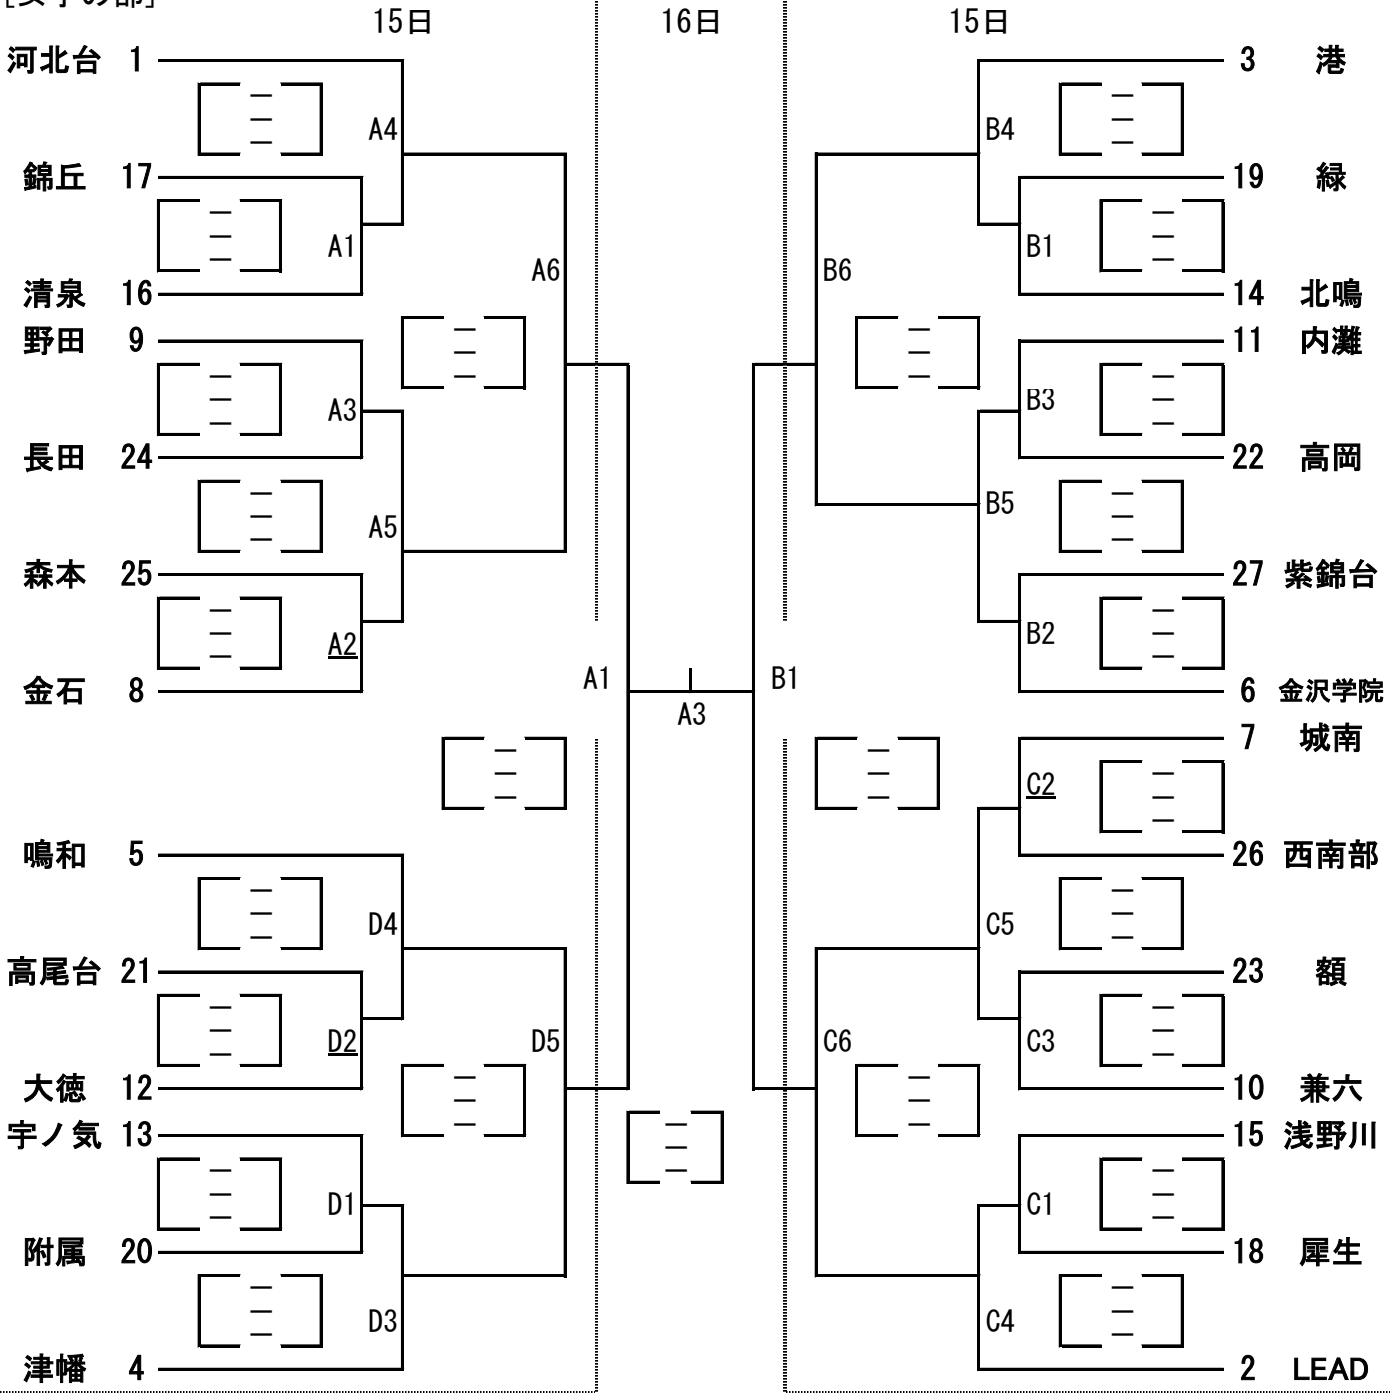 15日 16日 15日
河北台 1
A4
錦丘 17
A1
清泉 16
A6
野田 9
A3
長田 24
A5
森本 25
A2
金石 8
A1
鳴和 5
D4
高尾台 21
D2
大徳 12
D5
宇ノ気 13
D1
附属 20
D3
津幡 4
A3
3 港
B4
19 緑
B1
14 北鳴
B6
11 内灘
B3
22 高岡
B5
27 紫錦台
B2
6 金沢学院
B1
7 城南
C2
26 西南部
C5
23 額
C3
10 兼六
C6
15 浅野川
C1
18 犀生
C4
2 LEAD